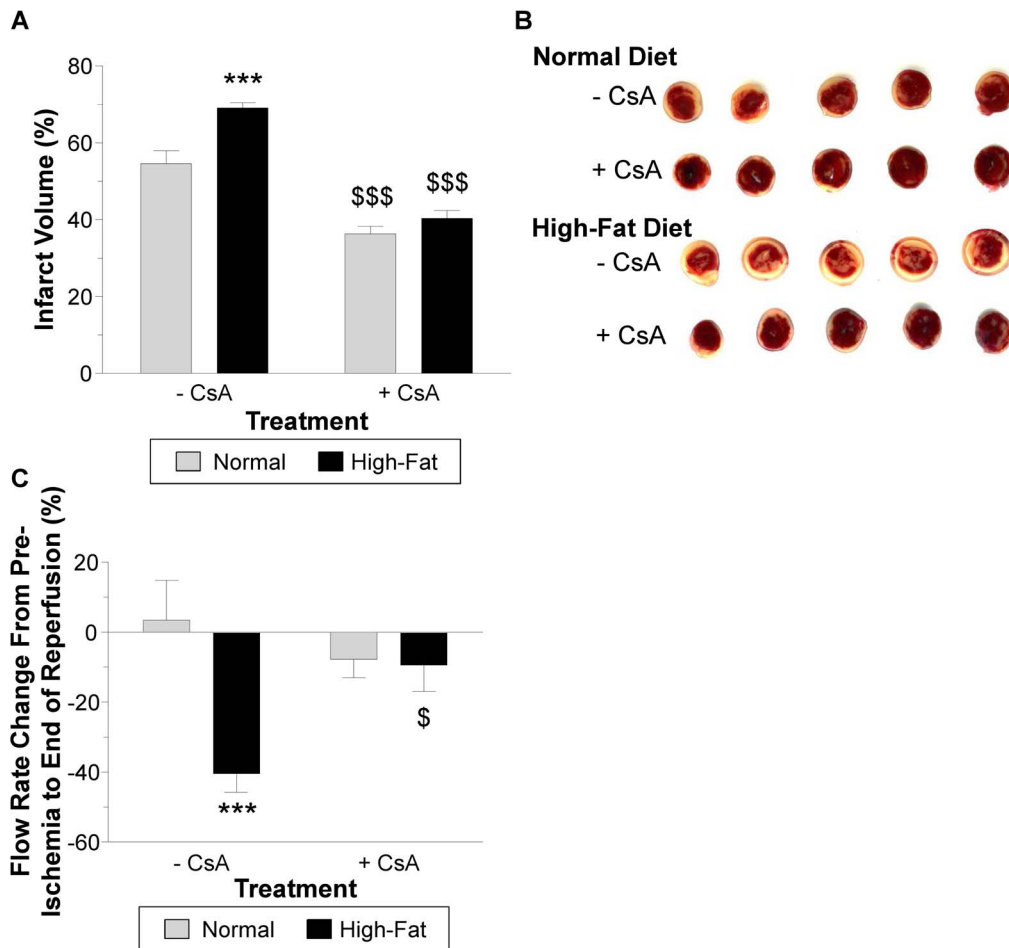 A
Infarct Volume (%)
80
60
40
20
0
***
$$$
$$$
- CsA
+ CsA
Treatment
Normal
High-Fat
B
Normal Diet
- CsA
+ CsA
High-Fat Diet
- CsA
+ CsA
C
Flow Rate Change From Pre-
Ischemia to End of Reperfusion (%)
20
0
-20
-40
-60
***
$
- CsA
+ CsA
Treatment
Normal
High-Fat